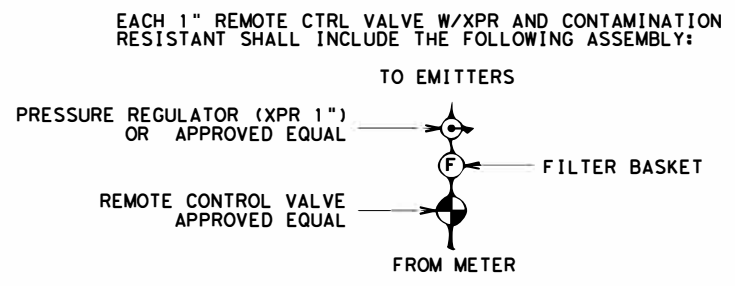 EACH 1" REMOTE CTRL VALVE W/XPR AND CONTAMINATION
RESISTANT SHALL INCLUDE THE FOLLOWING ASSEMBLY:
TO EMITTERS
PRESSURE REGULATOR (XPR 1")
OR APPROVED EQUAL
F
FILTER BASKET
REMOTE CONTROL VALVE
APPROVED EQUAL
FROM METER